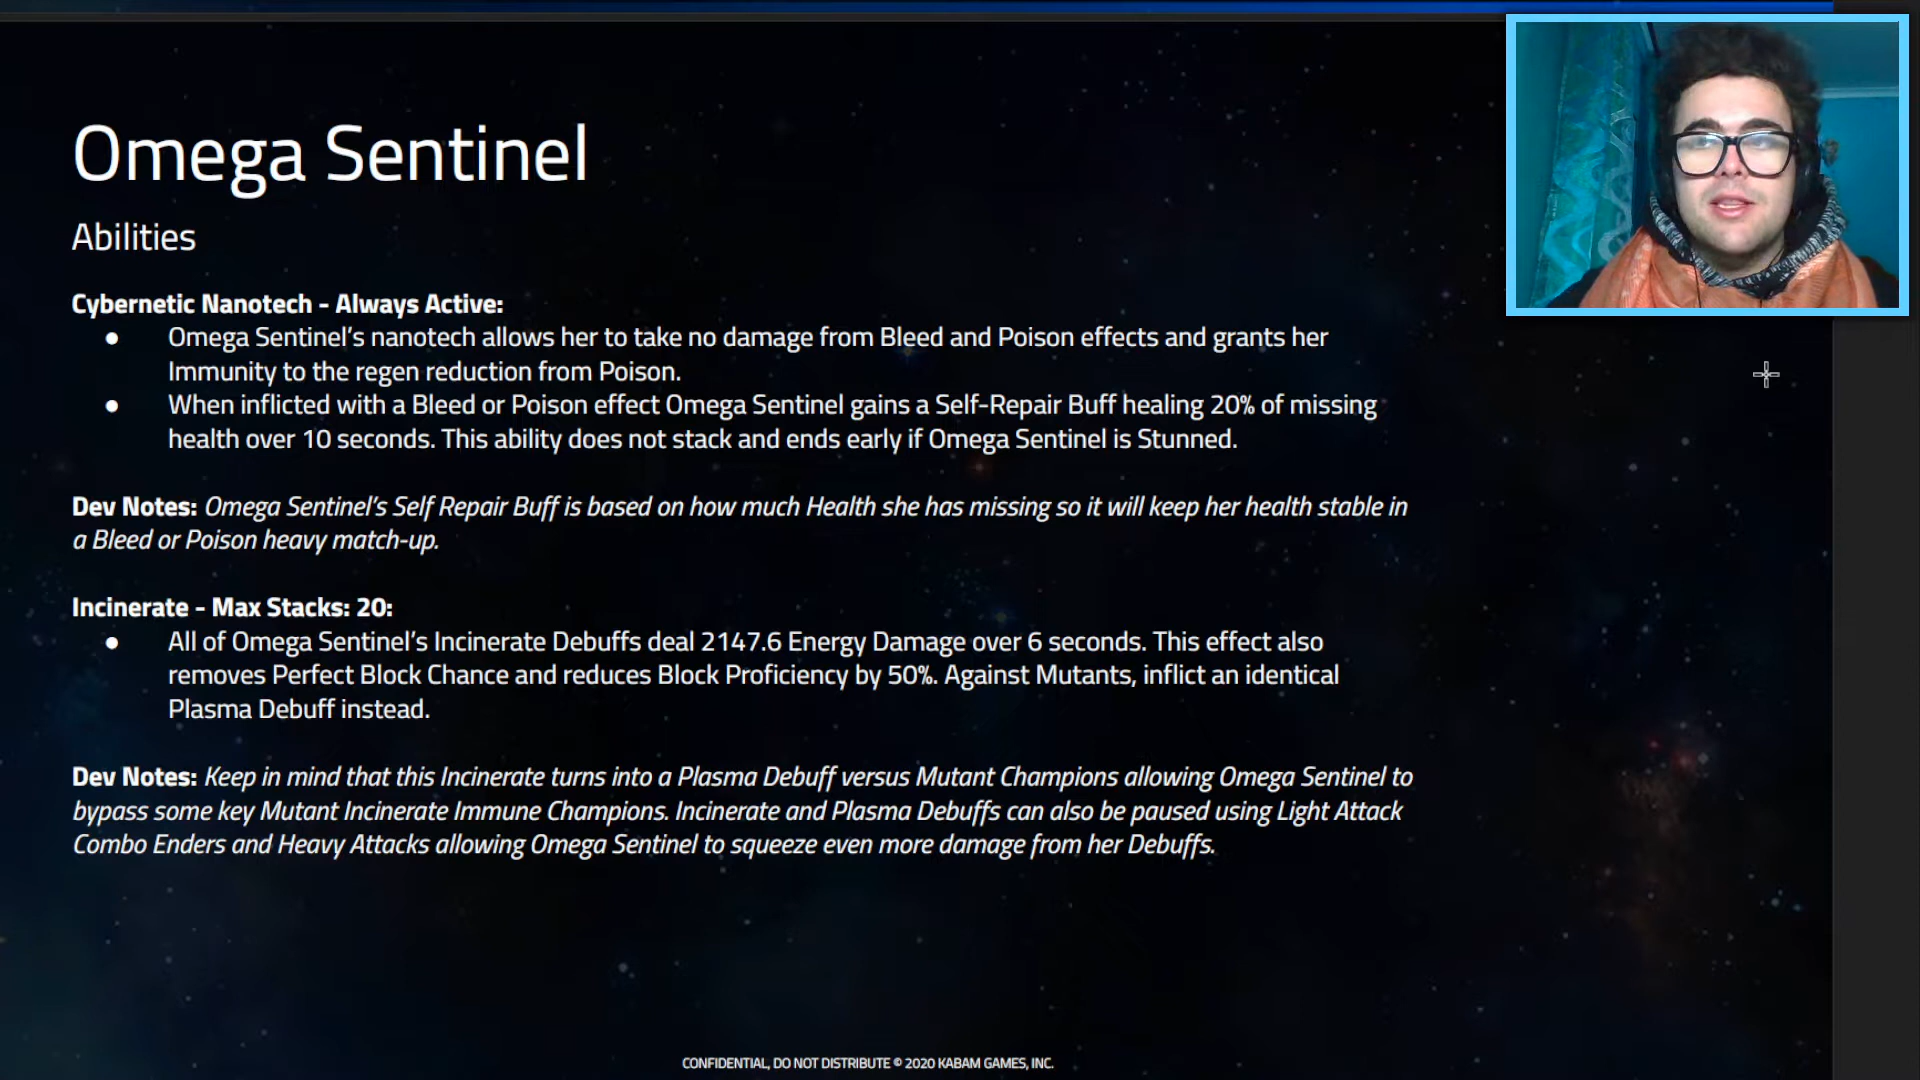 Omega Sentinel
Abilities
Cybernetic Nanotech - Always Active:
● Omega Sentinel's nanotech allows her to take no damage from Bleed and Poison effects and grants her
Immunity to the regen reduction from Poison.
● When inflicted with a Bleed or Poison effect Omega Sentinel gains a Self-Repair Buff healing 20% of missing
health over 10 seconds. This ability does not stack and ends early if Omega Sentinel is Stunned.
Dev Notes: Omega Sentinel's Self Repair Buff is based on how much Health she has missing so it will keep her health stable in
a Bleed or Poison heavy match-up.
Incinerate - Max Stacks: 20:
● All of Omega Sentinel's Incinerate Debuffs deal 2147.6 Energy Damage over 6 seconds. This effect also
removes Perfect Block Chance and reduces Block Proficiency by 50%. Against Mutants, inflict an identical
Plasma Debuff instead.
Dev Notes: Keep in mind that this Incinerate turns into a Plasma Debuff versus Mutant Champions allowing Omega Sentinel to
bypass some key Mutant Incinerate Immune Champions. Incinerate and Plasma Debuffs can also be paused using Light Attack
Combo Enders and Heavy Attacks allowing Omega Sentinel to squeeze even more damage from her Debuffs.
CONFIDENTIAL, DO NOT DISTRIBUTE © 2020 KABAM GAMES, INC.